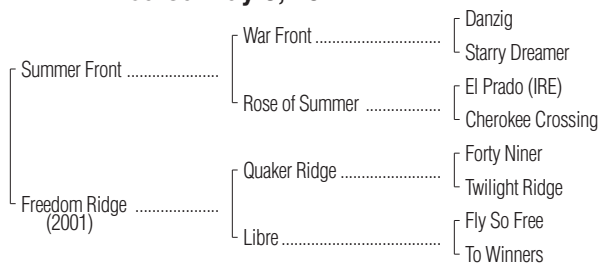 Danzig
War Front ....................
Starry Dreamer
Summer Front ....................
El Prado (IRE)
Rose of Summer ................
Cherokee Crossing
Forty Niner
Quaker Ridge ....................
Twilight Ridge
Freedom Ridge ..................
(2001)
Fly So Free
Libre.................................
To Winners